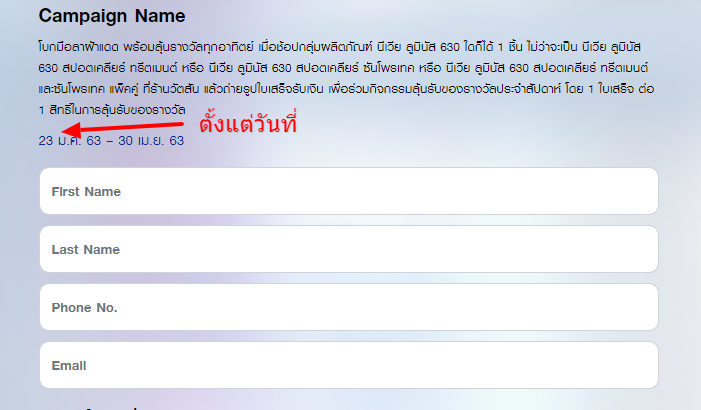 Campaign Name
โบกมือลาฝ้าแดด พร้อมลุ้นรางวัลทุกอาทิตย์ เมื่อช้อปกลุ่มผลิตภัณฑ์ นีเวีย ลูมินัส 630 ใดก็ได้ 1 ชิ้น ไม่ว่าจะเป็น นีเวีย ลูมินัส
630 สปอตเคลียร์ ทรีตเมนต์ หรือ นีเวีย ลูมินัส 630 สปอตเคลียร์ ซันโพรเทค หรือ นีเวีย ลูมินัส 630 สปอตเคลียร์ ทรีตเมนต์
และซันโพรเทค แพ็คคู่ ที่ร้านวัตสัน แล้วถ่ายรูปใบเสร็จรับเงิน เพื่อร่วมกิจกรรมลุ้นรับของรางวัลประจำสัปดาห์ โดย 1 ใบเสร็จ ต่อ
1 สิทธิ์ในการลุ้นรับของรางวัล
ตั้งแต่วันที่
23 ม.ค. 63 – 30 เม.ย. 63
First Name
Last Name
Phone No.
Email